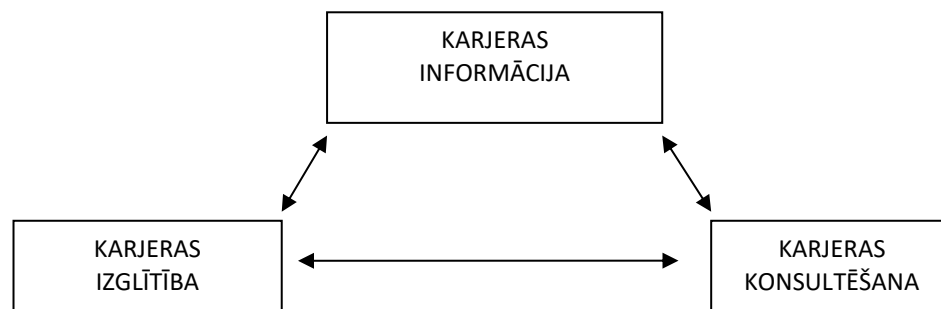 KARJERAS
INFORMĀCIJA
KARJERAS
IZGLĪTĪBA
KARJERAS
KONSULTĒŠANA